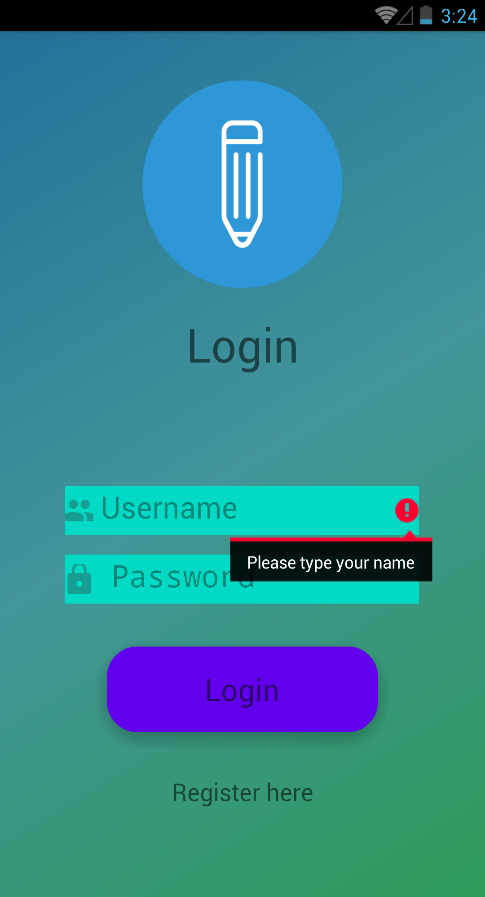 3:24
Login
Username
Please type your name
Password
Login
Register here